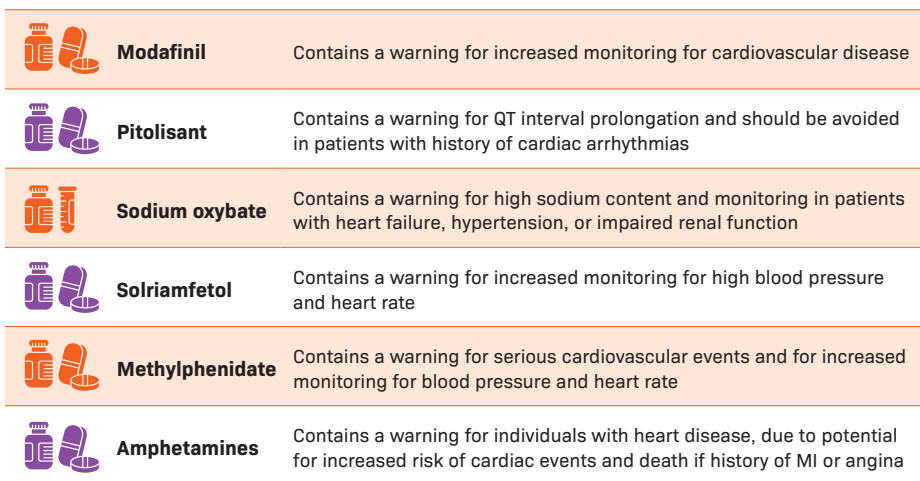 Modafinil
Contains a warning for increased monitoring for cardiovascular disease
Pitolisant
Contains a warning for QT interval prolongation and should be avoided
in patients with history of cardiac arrhythmias
Sodium oxybate
Contains a warning for high sodium content and monitoring in patients
with heart failure, hypertension, or impaired renal function
Solriamfetol
Contains a warning for increased monitoring for high blood pressure
and heart rate
Methylphenidate
Contains a warning for serious cardiovascular events and for increased
monitoring for blood pressure and heart rate
Amphetamines
Contains a warning for individuals with heart disease, due to potential
for increased risk of cardiac events and death if history of MI or angina